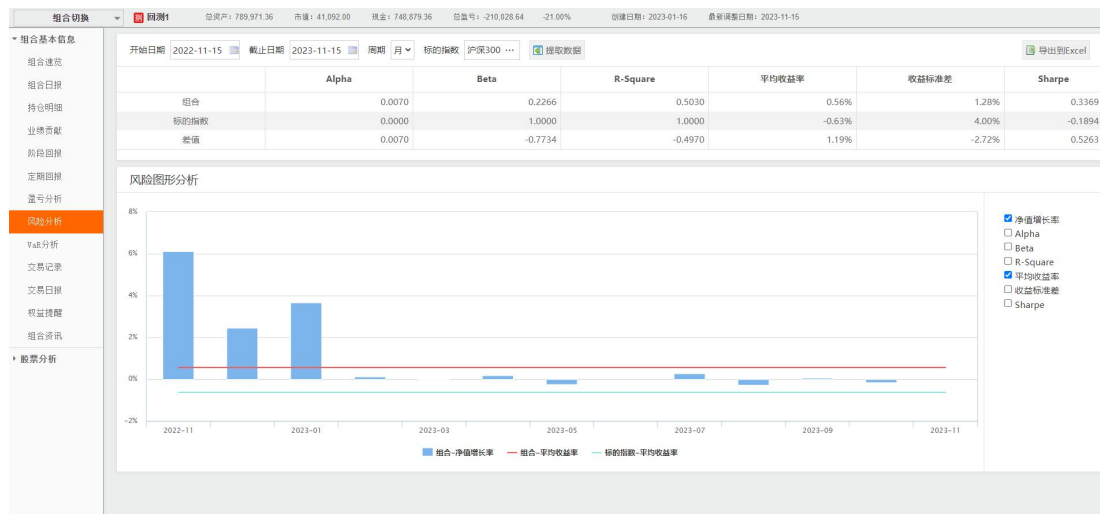 组合切换 测 回测1 总资产: 789,971.36 市值: 41,092.00 现金: 748,879.36 总盈亏: -210,028.64 -21.00% 创建日期: 2023-01-16 最新调整日期: 2023-11-15
组合基本信息
组合速览
组合日报
持仓明细
业绩贡献
阶段回报
定期回报
盈亏分析
风险分析
VaR分析
交易记录
交易日报
权益提醒
组合资讯
股票分析
开始日期 2022-11-15 截止日期 2023-11-15 周期 月 标的指数 沪深300 ··· 提取数据 导出到Excel
Alpha Beta R-Square 平均收益率 收益标准差 Sharpe
组合 0.0070 0.2266 0.5030 0.56% 1.28% 0.3369
标的指数 0.0000 1.0000 1.0000 -0.63% 4.00% -0.1894
差值 0.0070 -0.7734 -0.4970 1.19% -2.72% 0.5263
风险图形分析
8%
6%
4%
2%
0%
-2%
2022-11 2023-01 2023-03 2023-05 2023-07 2023-09 2023-11
组合-净值增长率 组合-平均收益率 标的指数-平均收益率
净值增长率
Alpha
Beta
R-Square
平均收益率
收益标准差
Sharpe